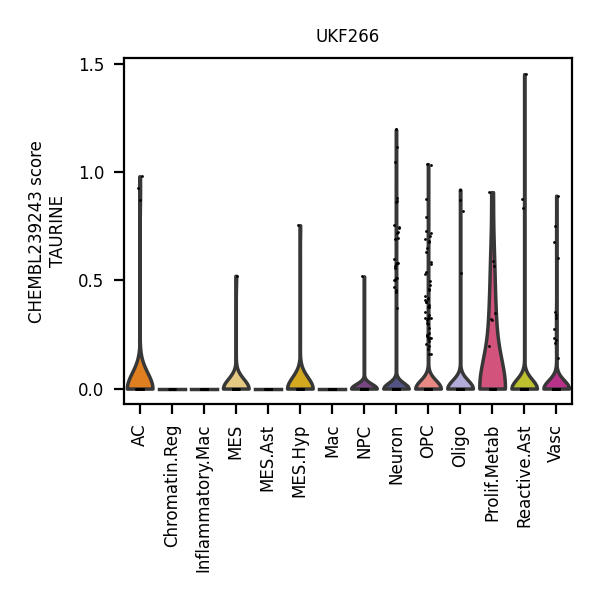 UKF266
CHEMBL239243 score
TAURINE
1.5
1.0
0.5
0.0
AC
Chromatin.Reg
Inflammatory.Mac
MES
MES.Ast
MES.Hyp
Mac
NPC
Neuron
OPC
Oligo
Prolif.Metab
Reactive.Ast
Vasc